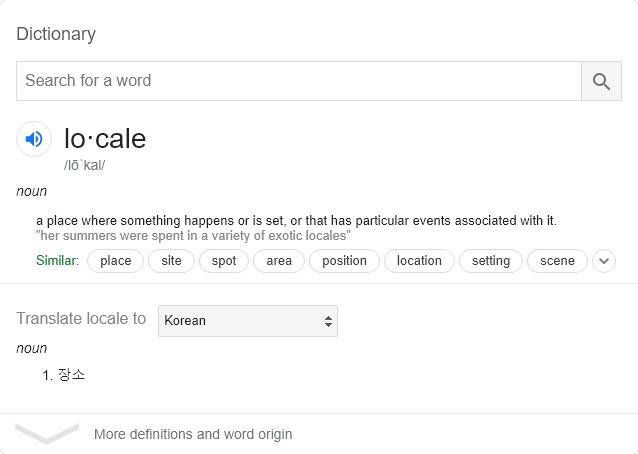 Dictionary
Search for a word
lo·cale
/lōˈkal/
noun
a place where something happens or is set, or that has particular events associated with it.
"her summers were spent in a variety of exotic locales"
Similar: place site spot area position location setting scene
Translate locale to Korean
noun
1. 장소
More definitions and word origin